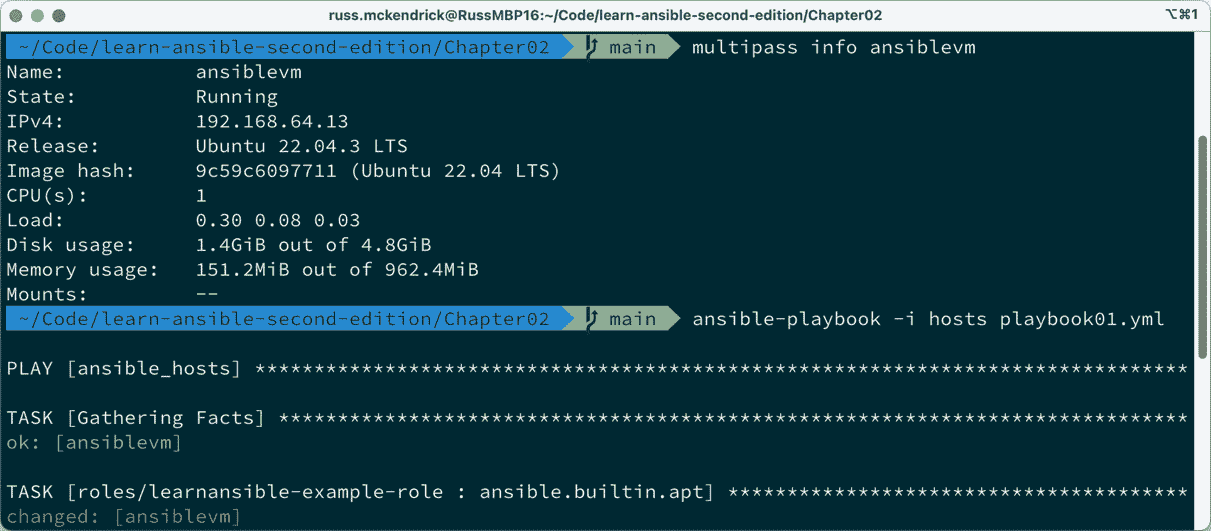 russ.mckendrick@RussMBP16:~/Code/learn-ansible-second-edition/Chapter02 ⌥⌘1
~/Code/learn-ansible-second-edition/Chapter02 main multipass info ansiblevm
Name: ansiblevm
State: Running
IPv4: 192.168.64.13
Release: Ubuntu 22.04.3 LTS
Image hash: 9c59c6097711 (Ubuntu 22.04 LTS)
CPU(s): 1
Load: 0.30 0.08 0.03
Disk usage: 1.4GiB out of 4.8GiB
Memory usage: 151.2MiB out of 962.4MiB
Mounts: --
~/Code/learn-ansible-second-edition/Chapter02 main ansible-playbook -i hosts playbook01.yml
PLAY [ansible_hosts] *******************************************************************************
TASK [Gathering Facts] *****************************************************************************
ok: [ansiblevm]
TASK [roles/learnansible-example-role : ansible.builtin.apt] ***************************************
changed: [ansiblevm]